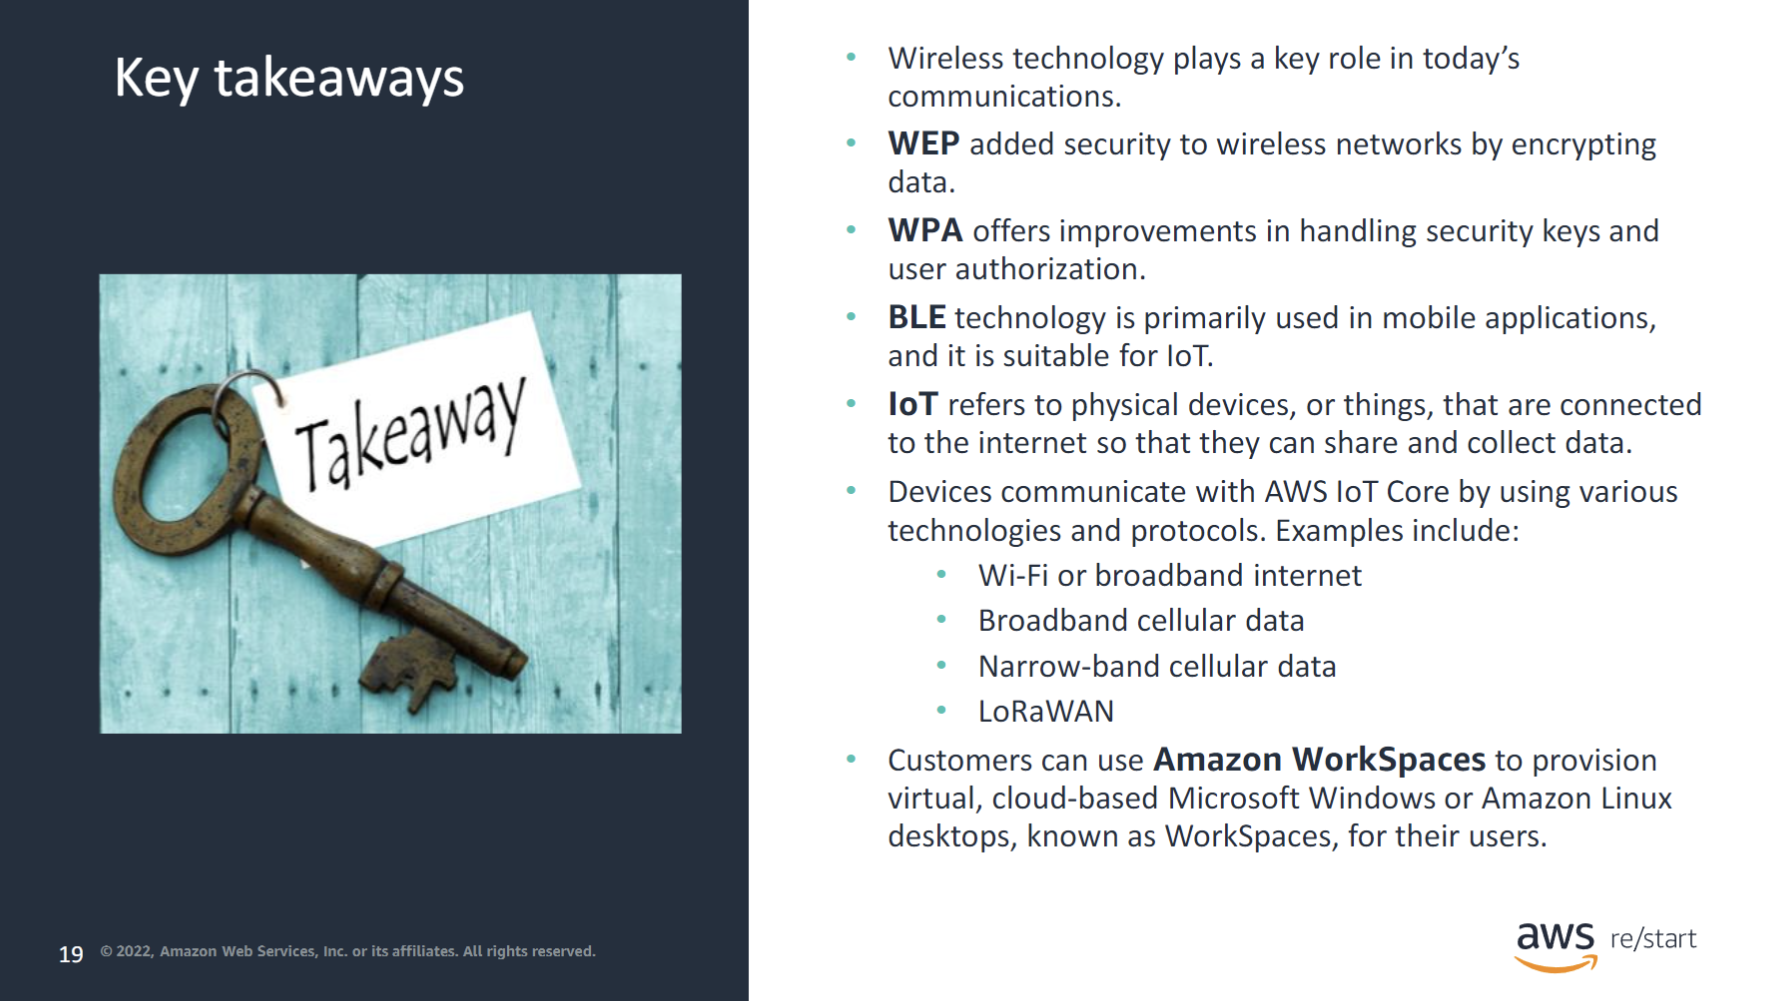 Key takeaways
Takeaway
• Wireless technology plays a key role in today’s
communications.
• WEP added security to wireless networks by encrypting
data.
• WPA offers improvements in handling security keys and
user authorization.
• BLE technology is primarily used in mobile applications,
and it is suitable for IoT.
• IoT refers to physical devices, or things, that are connected
to the internet so that they can share and collect data.
• Devices communicate with AWS IoT Core by using various
technologies and protocols. Examples include:
• Wi-Fi or broadband internet
• Broadband cellular data
• Narrow-band cellular data
• LoRaWAN
• Customers can use Amazon WorkSpaces to provision
virtual, cloud-based Microsoft Windows or Amazon Linux
desktops, known as WorkSpaces, for their users.
19 © 2022, Amazon Web Services, Inc. or its affiliates. All rights reserved.
aws re/start